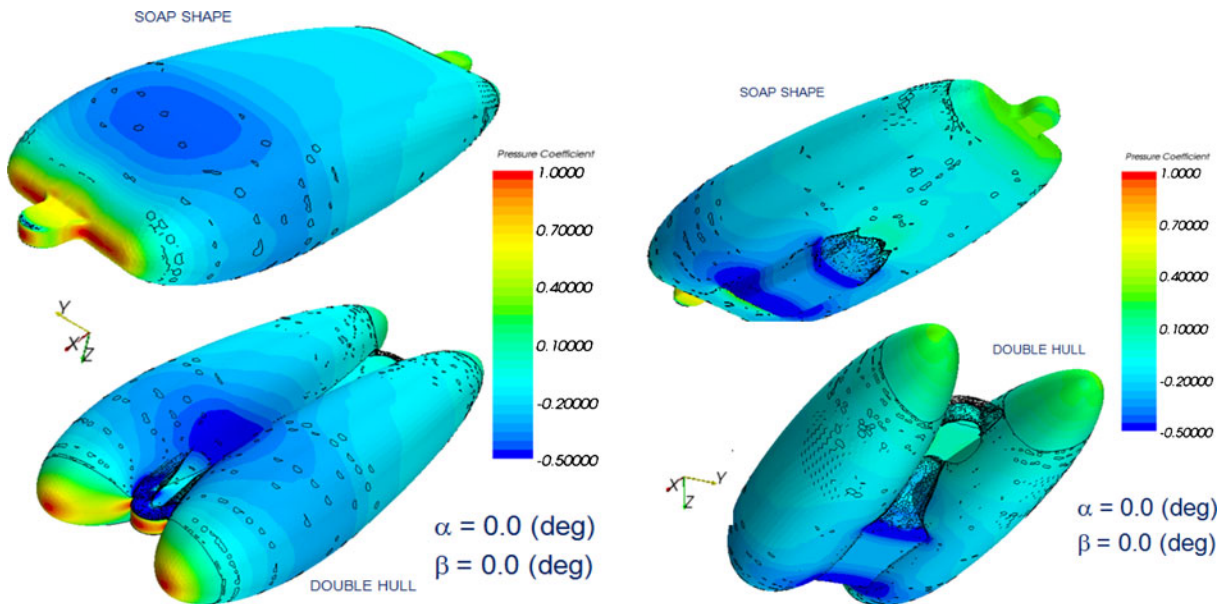 SOAP SHAPE
Pressure Coefficient
1.0000
0.70000
0.40000
0.10000
-0.20000
-0.50000
Y
X
Z
α = 0.0 (deg)
β = 0.0 (deg)
DOUBLE HULL
SOAP SHAPE
Pressure Coefficient
1.0000
0.70000
0.40000
0.10000
-0.20000
-0.50000
DOUBLE HULL
X
Y
Z
α = 0.0 (deg)
β = 0.0 (deg)